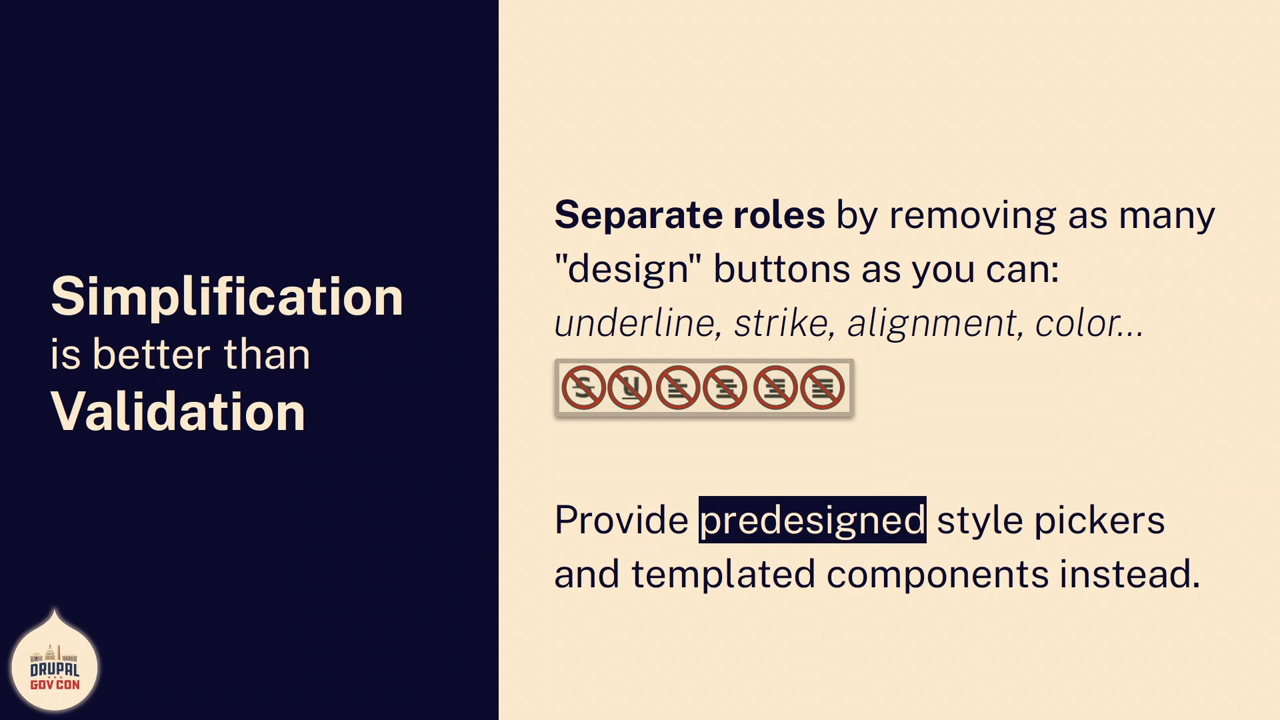 Simplification
is better than
Validation
Separate roles by removing as many
"design" buttons as you can:
underline, strike, alignment, color...
S U
Provide predesigned style pickers
and templated components instead.
DRUPAL
GOV CON